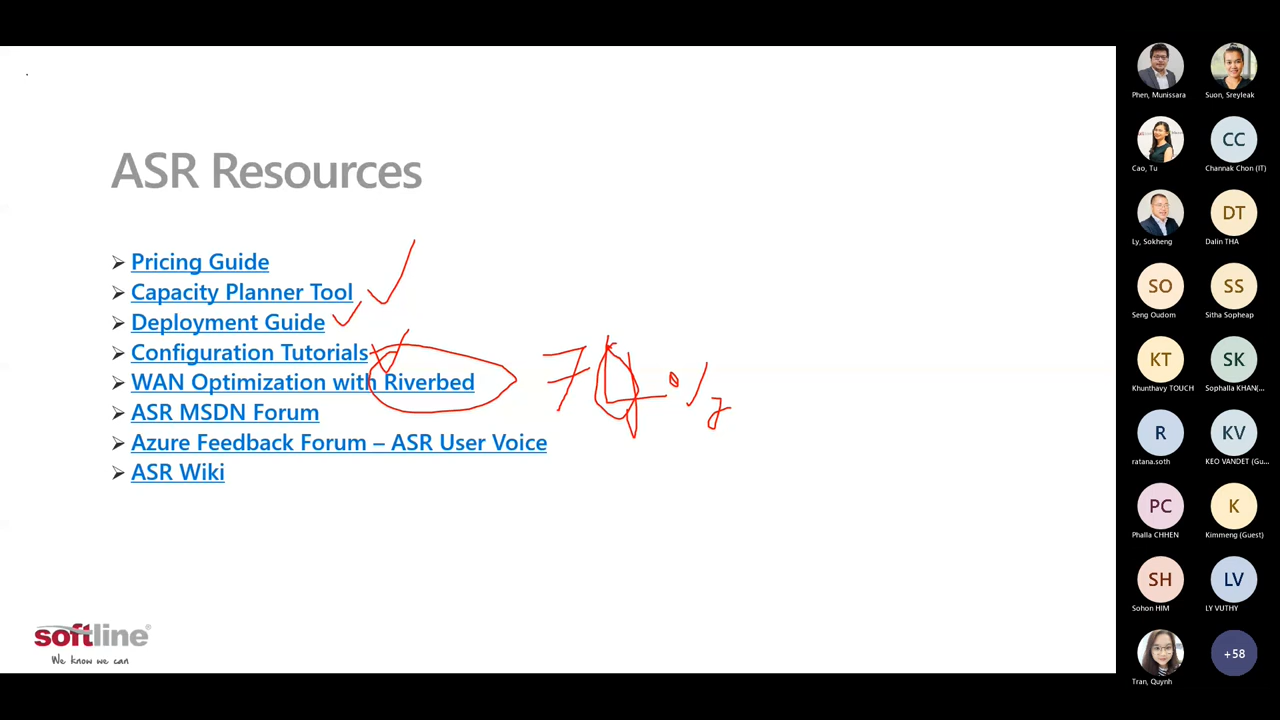 ASR Resources
➢ Pricing Guide
➢ Capacity Planner Tool
➢ Deployment Guide
➢ Configuration Tutorials
➢ WAN Optimization with Riverbed
➢ ASR MSDN Forum
➢ Azure Feedback Forum – ASR User Voice
➢ ASR Wiki
softline®
We know we can
Phen, Munissara
Suon, Sreyleak
Cao, Tu
CC
Channak Chon (IT)
Ly, Sokheng
DT
Dalin THA
SO
Seng Oudom
SS
Sitha Sopheap
KT
Khunthavy TOUCH
SK
Sophalla KHAN(...
R
ratana.soth
KV
KEO VANDET (Gu...
PC
Phalla CHHEN
K
Kimmeng (Guest)
SH
Sohon HIM
LV
LY VUTHY
Tran, Quynh
+58